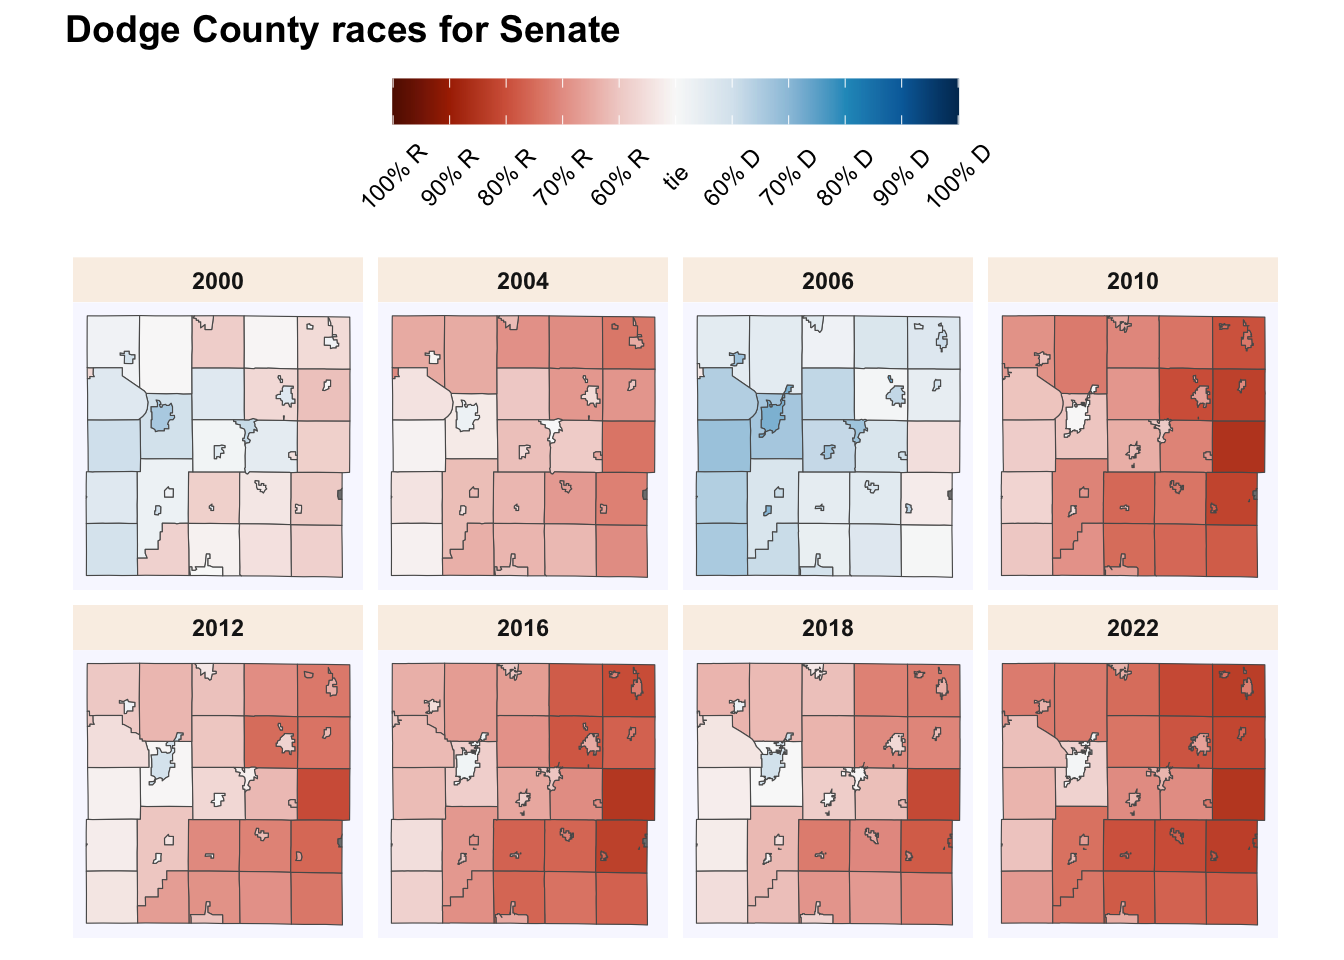 Dodge County races for Senate
100% R
90% R
80% R
70% R
60% R
tie
60% D
70% D
80% D
90% D
100% D
2000
2004
2006
2010
2012
2016
2018
2022